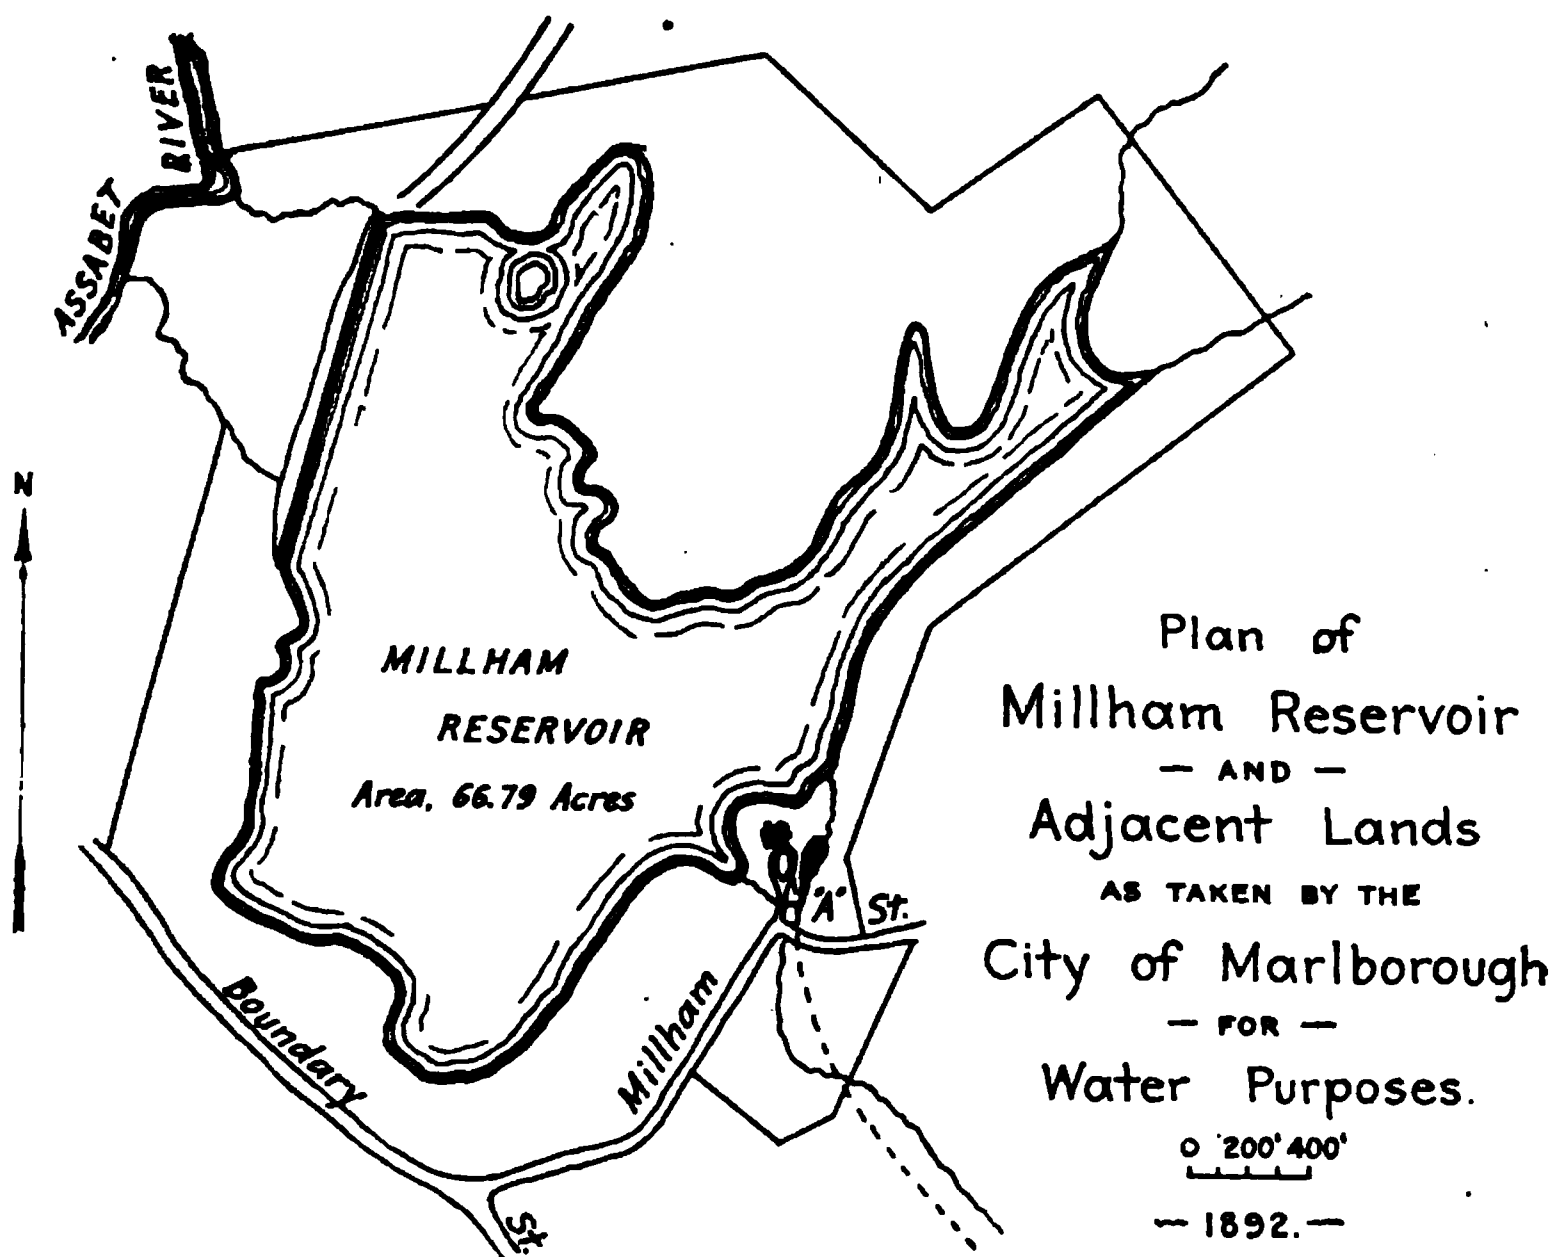 ASSABET RIVER
N
MILLHAM
RESERVOIR
Area, 66.79 Acres
"A" St.
Boundary St.
Millham
Plan of
Millham Reservoir
— AND —
Adjacent Lands
AS TAKEN BY THE
City of Marlborough
— FOR —
Water Purposes.
0 200' 400'
— 1892. —